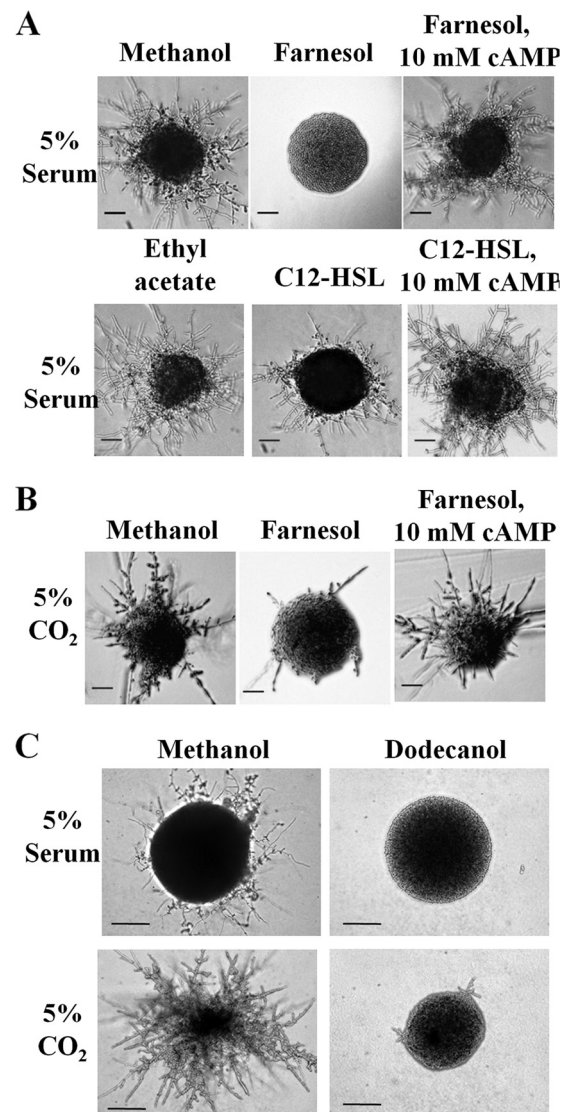 A
Methanol Farnesol Farnesol,
10 mM cAMP
5%
Serum
Ethyl
acetate C12-HSL C12-HSL,
10 mM cAMP
5%
Serum
B
Methanol Farnesol Farnesol,
10 mM cAMP
5%
CO₂
C
Methanol Dodecanol
5%
Serum
5%
CO₂